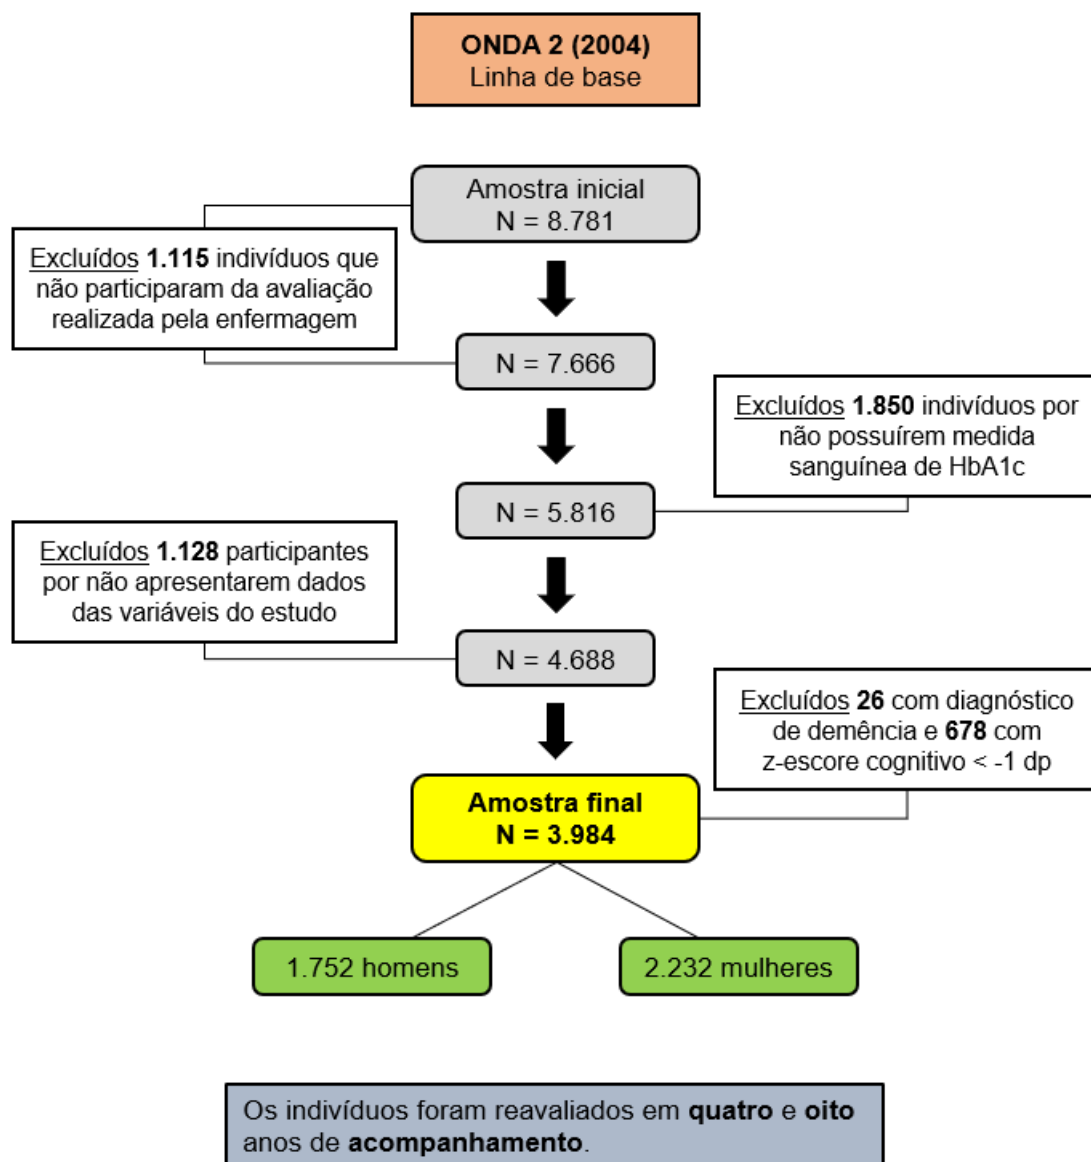 ONDA 2 (2004)
Linha de base
Amostra inicial
N = 8.781
Excluídos 1.115 indivíduos que
não participaram da avaliação
realizada pela enfermagem
N = 7.666
Excluídos 1.850 indivíduos por
não possuírem medida
sanguínea de HbA1c
N = 5.816
Excluídos 1.128 participantes
por não apresentarem dados
das variáveis do estudo
N = 4.688
Excluídos 26 com diagnóstico
de demência e 678 com
z-escore cognitivo < -1 dp
Amostra final
N = 3.984
1.752 homens
2.232 mulheres
Os indivíduos foram reavaliados em quatro e oito
anos de acompanhamento.